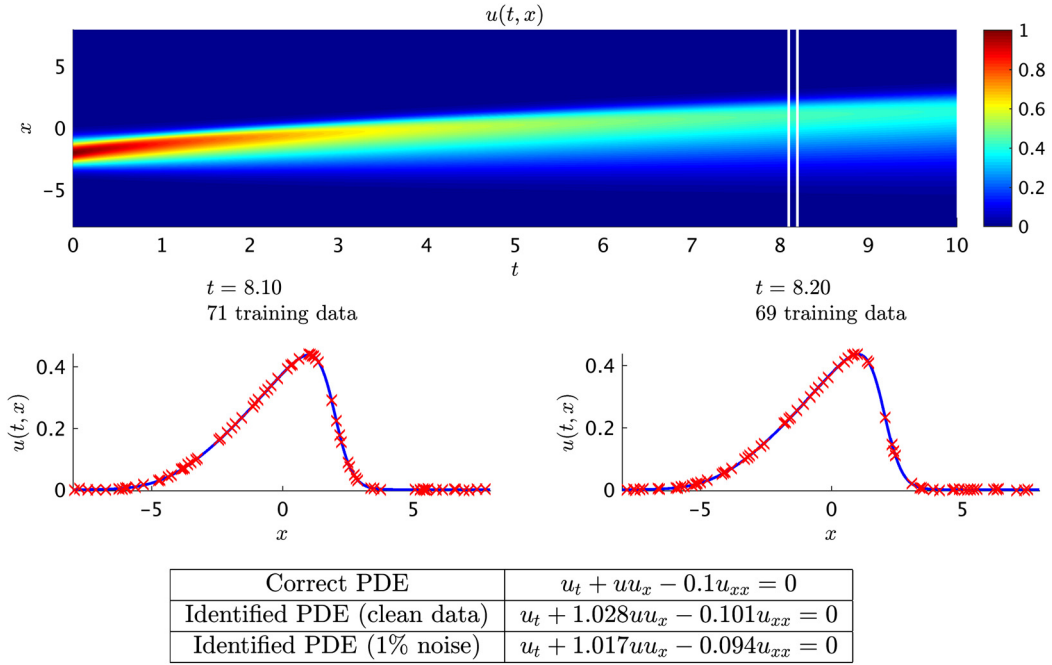 u(t, x)
5
0
−5
x
0 1 2 3 4 5 6 7 8 9 10
t
1
0.8
0.6
0.4
0.2
0
t = 8.10
71 training data
0.4
0.2
0
u(t, x)
−5 0 5
x
t = 8.20
69 training data
0.4
0.2
0
u(t, x)
−5 0 5
x
Correct PDE u_t + uu_x − 0.1u_xx = 0
Identified PDE (clean data) u_t + 1.028uu_x − 0.101u_xx = 0
Identified PDE (1% noise) u_t + 1.017uu_x − 0.094u_xx = 0